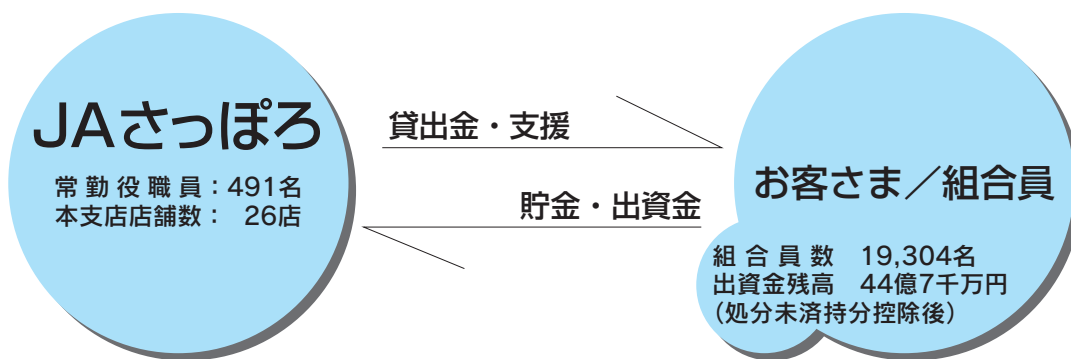 JAさっぽろ
常勤役職員：491名
本支店店舗数： 26店
貸出金・支援
貯金・出資金
お客さま／組合員
組合員数 19,304名
出資金残高 44億7千万円
（処分未済持分控除後）